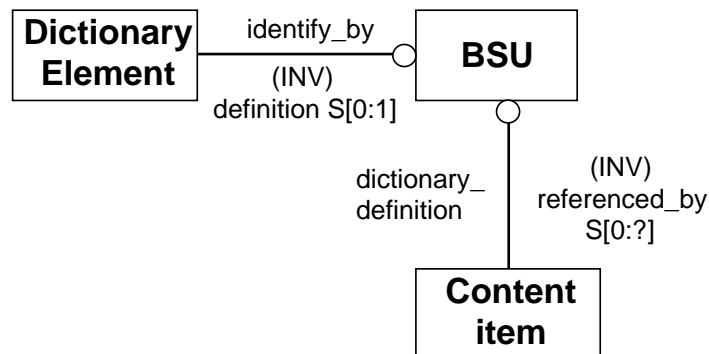 Dictionary
Element
identify_by
(INV)
definition S[0:1]
BSU
dictionary_
definition
(INV)
referenced_by
S[0:?]
Content
item